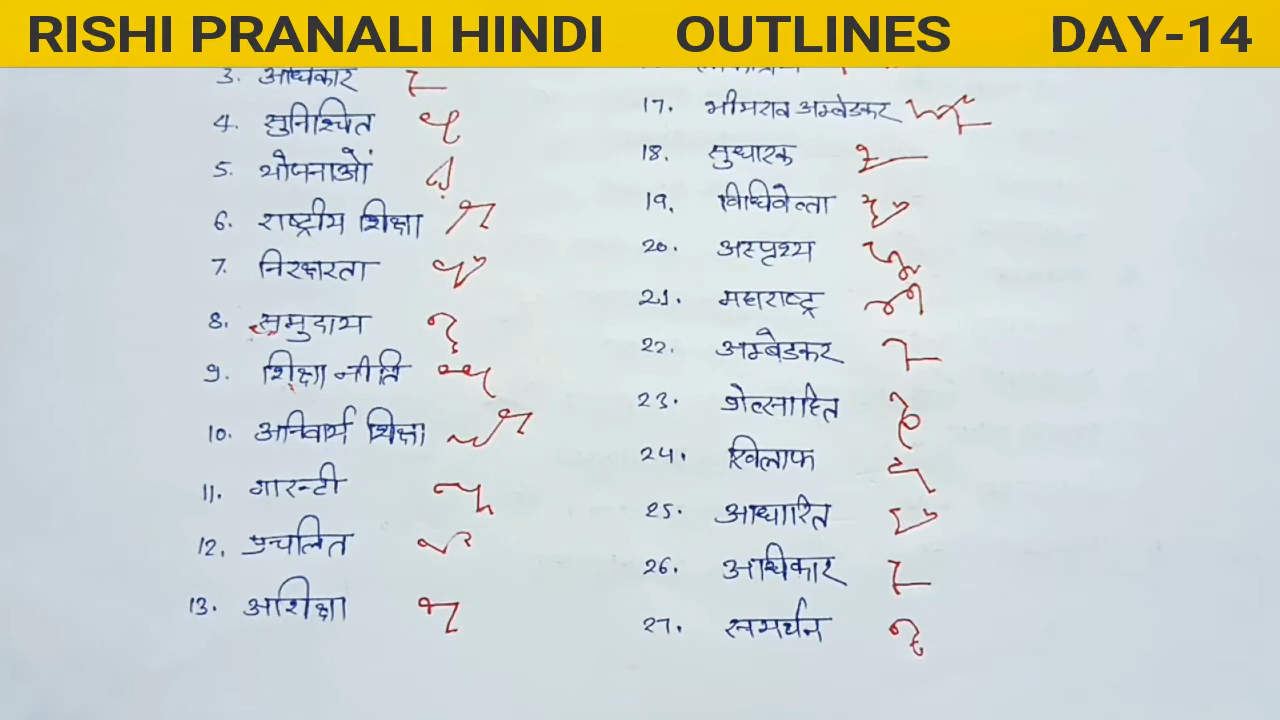 RISHI PRANALI HINDI OUTLINES DAY-14
3. अधिकार
4. सुनिश्चित
5. योजनाओं
6. राष्ट्रीय शिक्षा
7. निरक्षरता
8. समुदाय
9. शिक्षा नीति
10. अनिवार्य शिक्षा
11. गारन्टी
12. प्रचलित
13. अशिक्षा
17. भीमराव अम्बेडकर
18. सुधारक
19. विधिवेत्ता
20. अस्पृश्य
21. महाराष्ट्र
22. अम्बेडकर
23. प्रोत्साहित
24. खिलाफ
25. आधारित
26. अधिकार
27. समर्थन